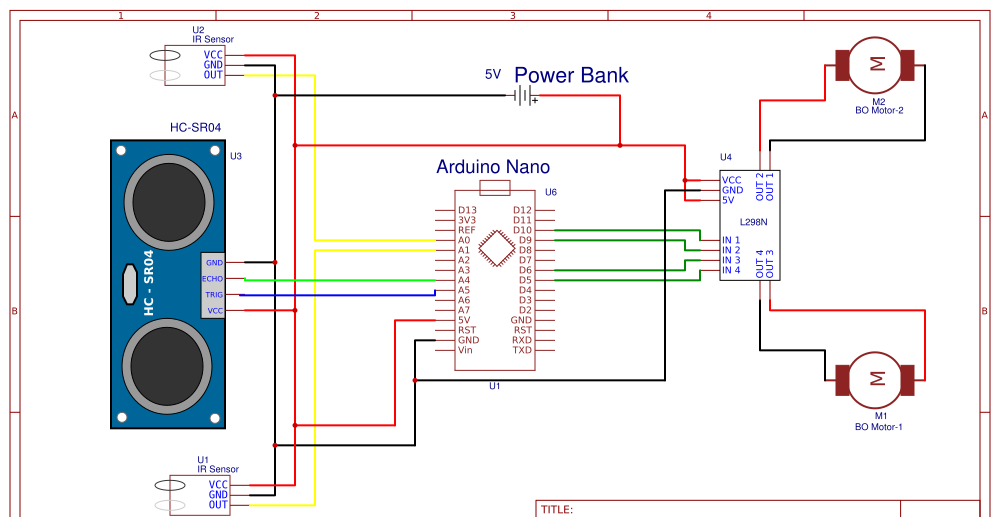 1 2 3 4
U2
IR Sensor
VCC
GND
OUT
5V Power Bank
+
M
M2
BO Motor-2
A A
HC-SR04
U3
Arduino Nano
U6
U4
HC - SR04
GND
ECHO
TRIG
VCC
D13 D12
3V3 D11
REF D10
A0 D9
A1 D8
A2 D7
A3 D6
A4 D5
A5 D4
A6 D3
A7 D2
5V GND
RST RST
GND RXD
Vin TXD
U1
OUT 2
OUT 1
VCC
GND
5V
L298N
IN 1
IN 2
IN 3
IN 4
OUT 4
OUT 3
B B
M
M1
BO Motor-1
U1
IR Sensor
VCC
GND
OUT
TITLE: